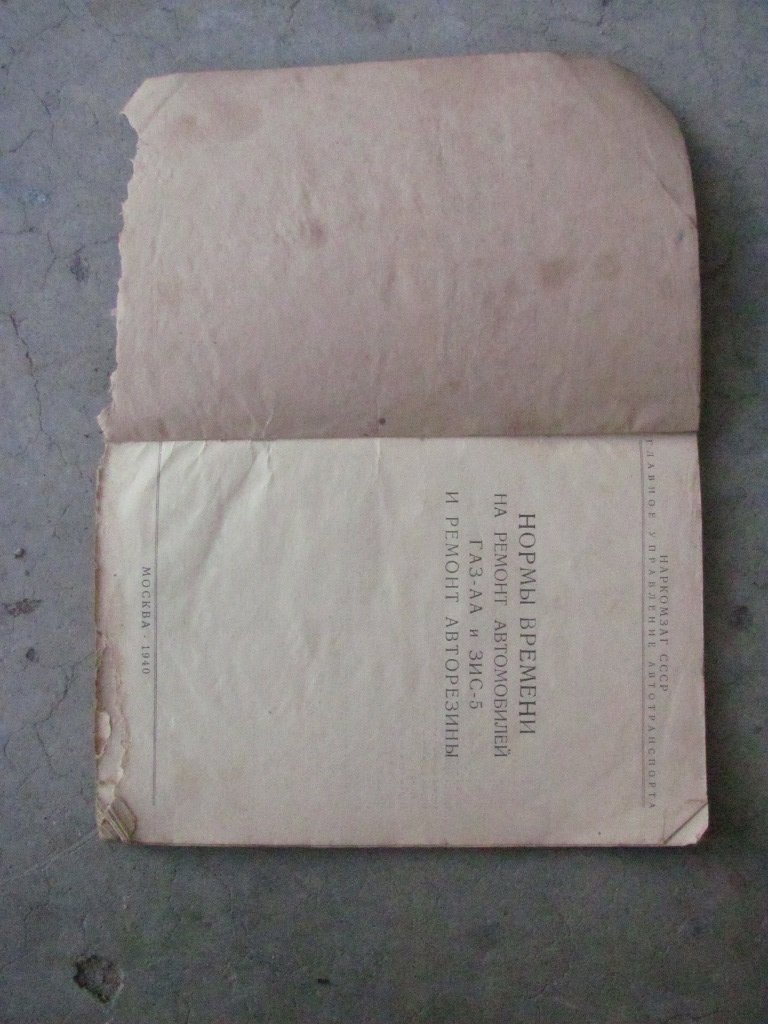 НАРКОМЗАГ СССР
ГЛАВНОЕ УПРАВЛЕНИЕ АВТОТРАНСПОРТА
НОРМЫ ВРЕМЕНИ
НА РЕМОНТ АВТОМОБИЛЕЙ
ГАЗ-АА и ЗИС-5
И РЕМОНТ АВТОРЕЗИНЫ
МОСКВА · 1940